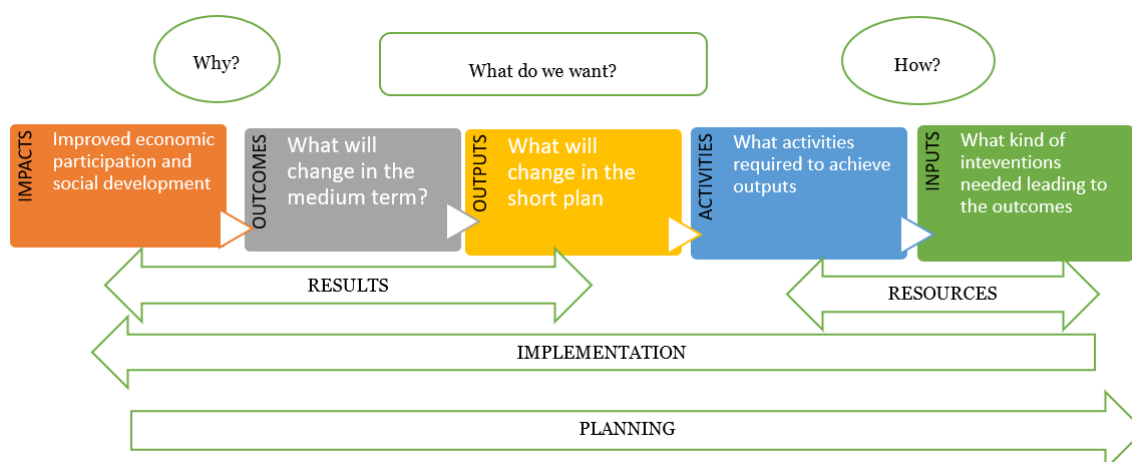 Why?
What do we want?
How?
IMPACTS
Improved economic
participation and
social development
OUTCOMES
What will
change in the
medium term?
OUTPUTS
What will
change in the
short plan
ACTIVITIES
What activities
required to achieve
outputs
INPUTS
What kind of
inteventions
needed leading to
the outcomes
RESULTS
RESOURCES
IMPLEMENTATION
PLANNING